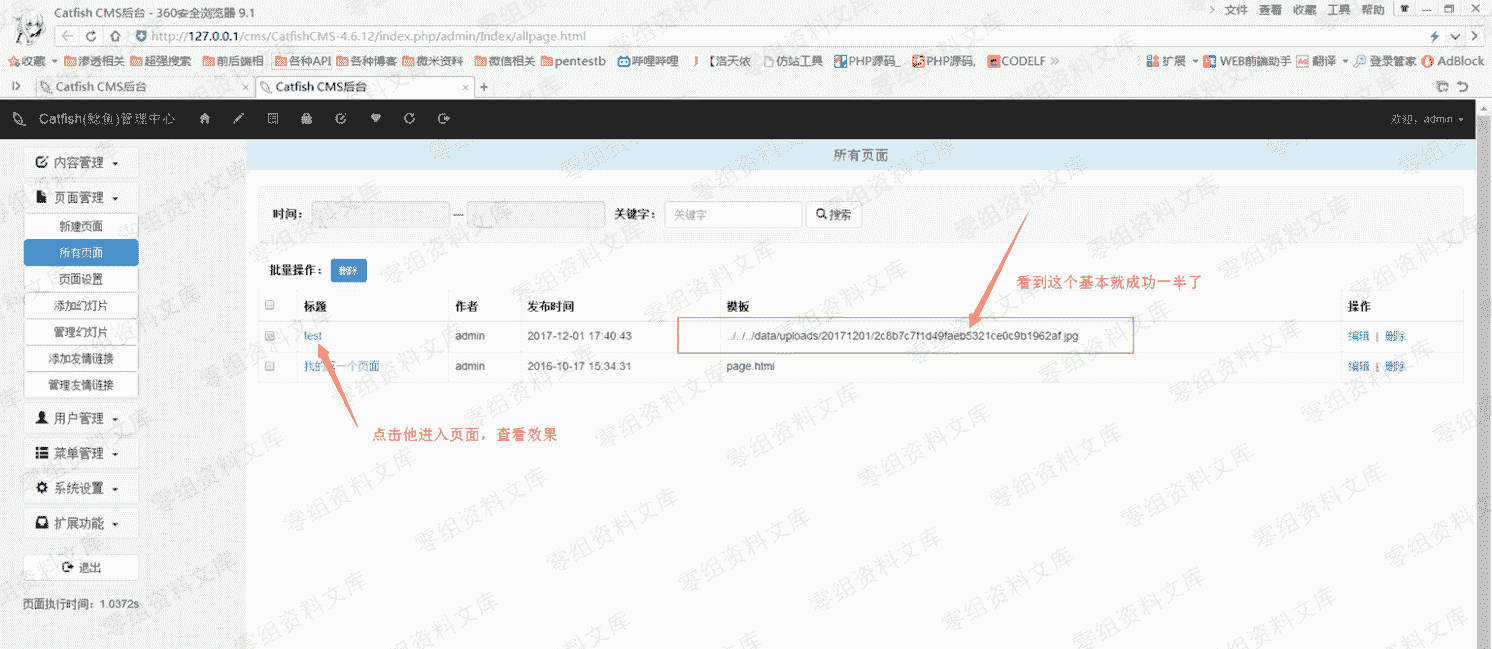 Catfish CMS后台 - 360安全浏览器 9.1
文件 查看 收藏 工具 帮助
http://127.0.0.1/cms/CatfishCMS-4.6.12/index.php/admin/Index/allpage.html
收藏 渗透相关 超强搜索 前后端相 各种API 各种博客 微米资料 微信相关 pentestb 哔哩哔哩 【洛天依 仿站工具 PHP源码_ PHP源码, CODELF 扩展 WEB前端助手 翻译 登录管家 AdBlock
Catfish CMS后台 Catfish CMS后台
Catfish(鲶鱼)管理中心 欢迎，admin
内容管理
页面管理
新建页面
所有页面
页面设置
添加幻灯片
管理幻灯片
添加友情链接
管理友情链接
用户管理
菜单管理
系统设置
扩展功能
退出
页面执行时间：1.0372s
所有页面
时间： — 关键字： 关键字 搜索
批量操作： 删除
看到这个基本就成功一半了
标题 作者 发布时间 模板 操作
test admin 2017-12-01 17:40:43 ../../../data/uploads/20171201/2c8b7c7f1d49faeb5321ce0c9b1962af.jpg 编辑 | 删除
我的第一个页面 admin 2016-10-17 15:34:31 page.html 编辑 | 删除
点击他进入页面，查看效果
零组资料文库